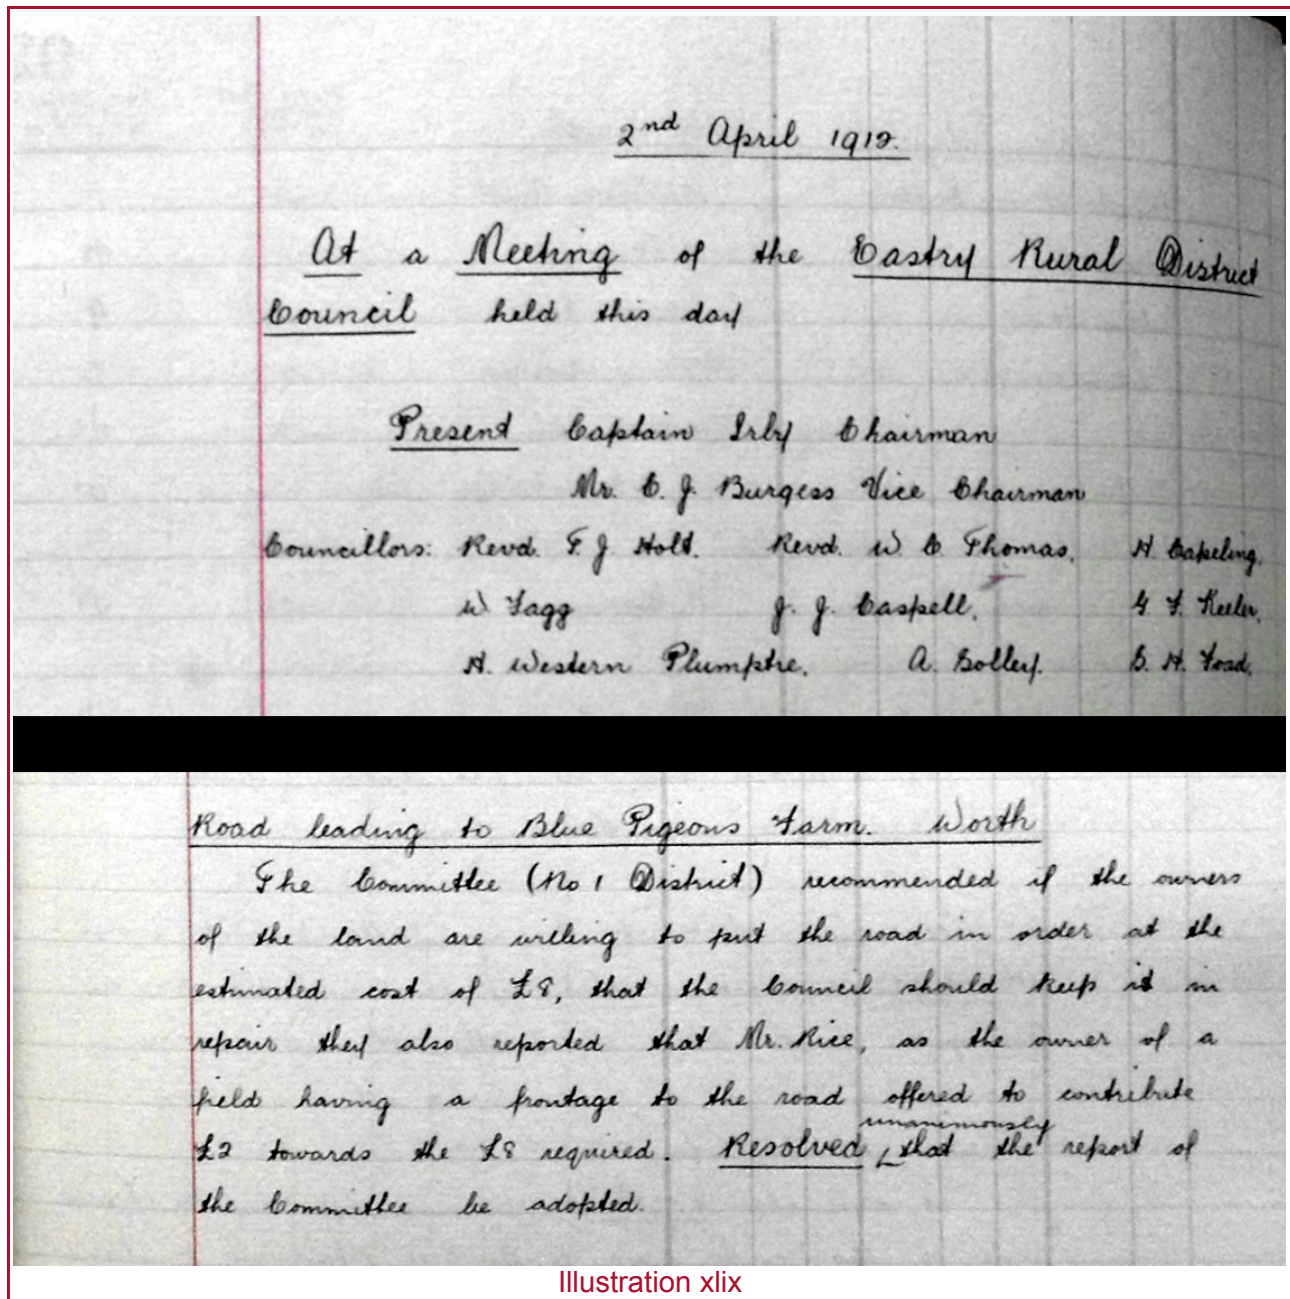 2nd April 1912.
At a Meeting of the Eastry Rural District
Council held this day
Present Captain Irby Chairman
Mr. C. J. Burgess Vice Chairman
Councillors: Revd. F. J Holt. Revd. W. C. Thomas. H. Capeling.
W Fagg J. J. Caspell. G F. Keeler.
H. Western Plumptre. A. Solley. B. H. Foad.
Road leading to Blue Pigeons Farm. Worth
The Committee (No 1 District) recommended if the owners
of the land are willing to put the road in order at the
estimated cost of £8, that the Council should keep it in
repair they also reported that Mr. Rice, as the owner of a
field having a frontage to the road offered to contribute
£2 towards the £8 required. Resolved unanimously that the report of
the Committee be adopted.
Illustration xlix